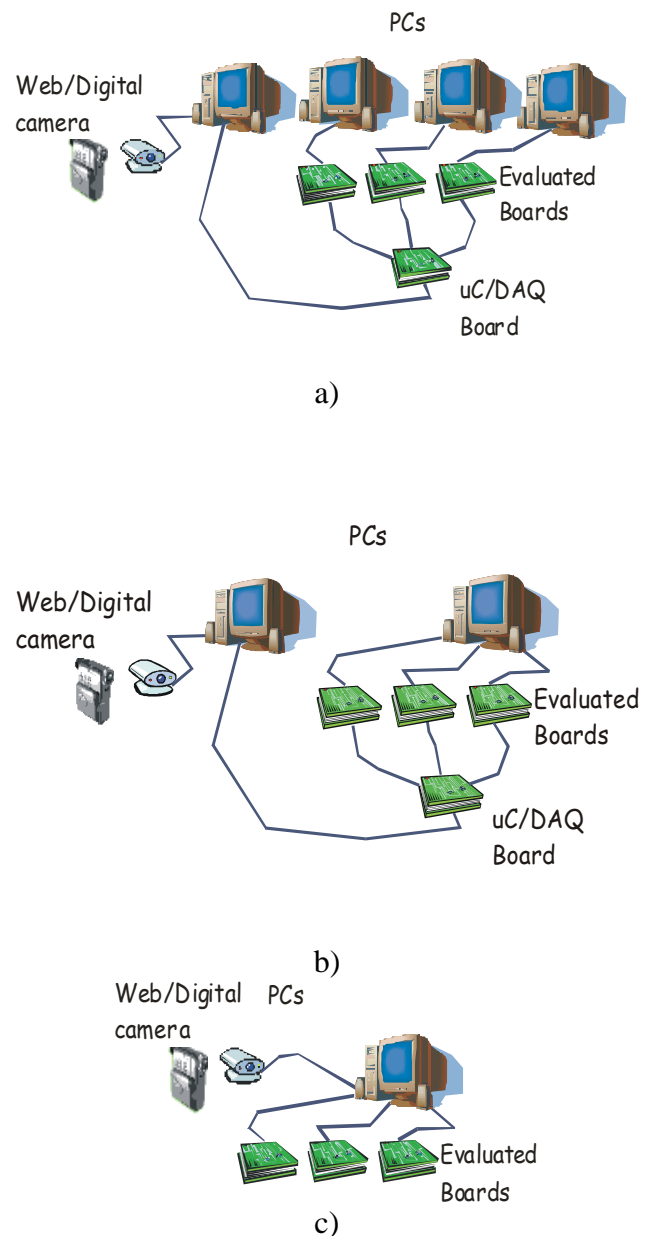 PCs
Web/Digital
camera
Evaluated
Boards
uC/DAQ
Board
a)
PCs
Web/Digital
camera
Evaluated
Boards
uC/DAQ
Board
b)
Web/Digital PCs
camera
Evaluated
Boards
c)